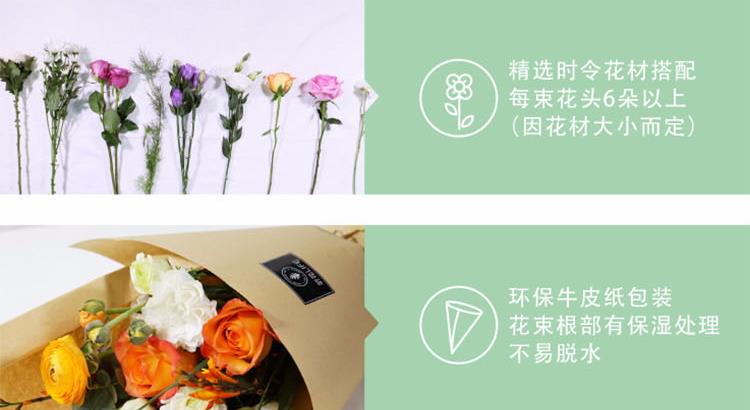 精选时令花材搭配
每束花头6朵以上
(因花材大小而定)
环保牛皮纸包装
花束根部有保湿处理
不易脱水